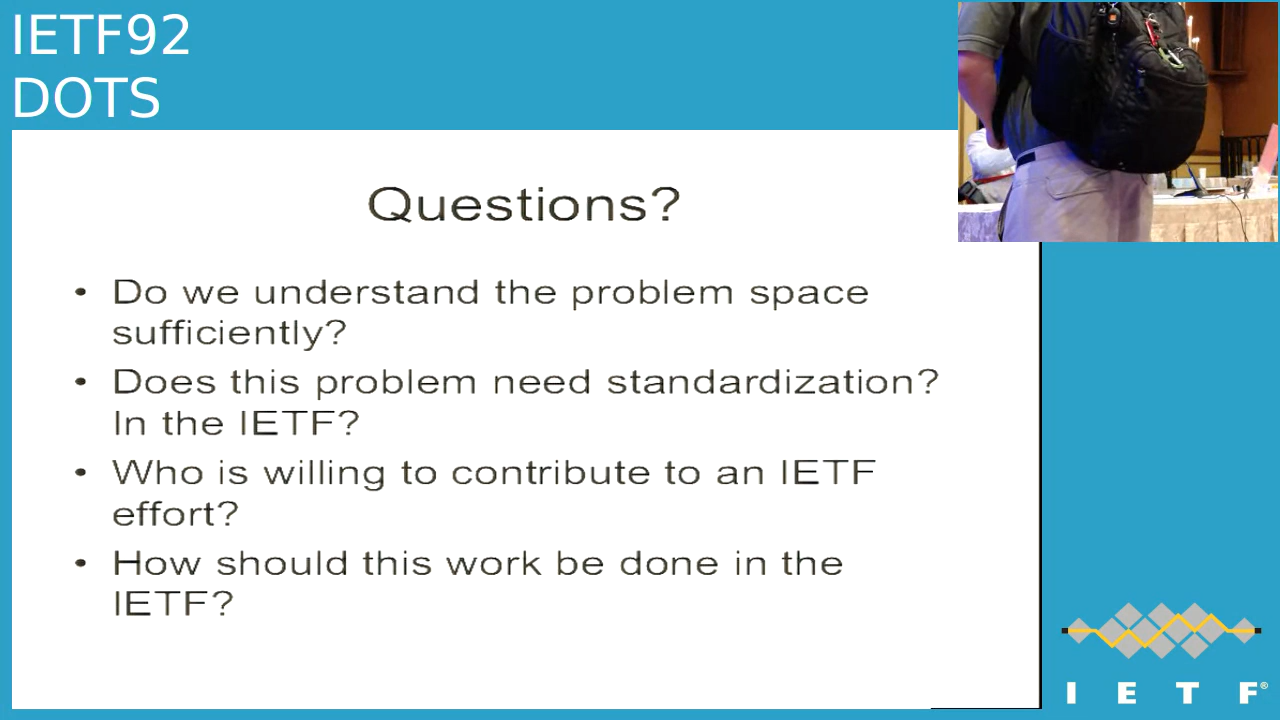 IETF92
DOTS
Questions?
• Do we understand the problem space
sufficiently?
• Does this problem need standardization?
In the IETF?
• Who is willing to contribute to an IETF
effort?
• How should this work be done in the
IETF?
I E T F®